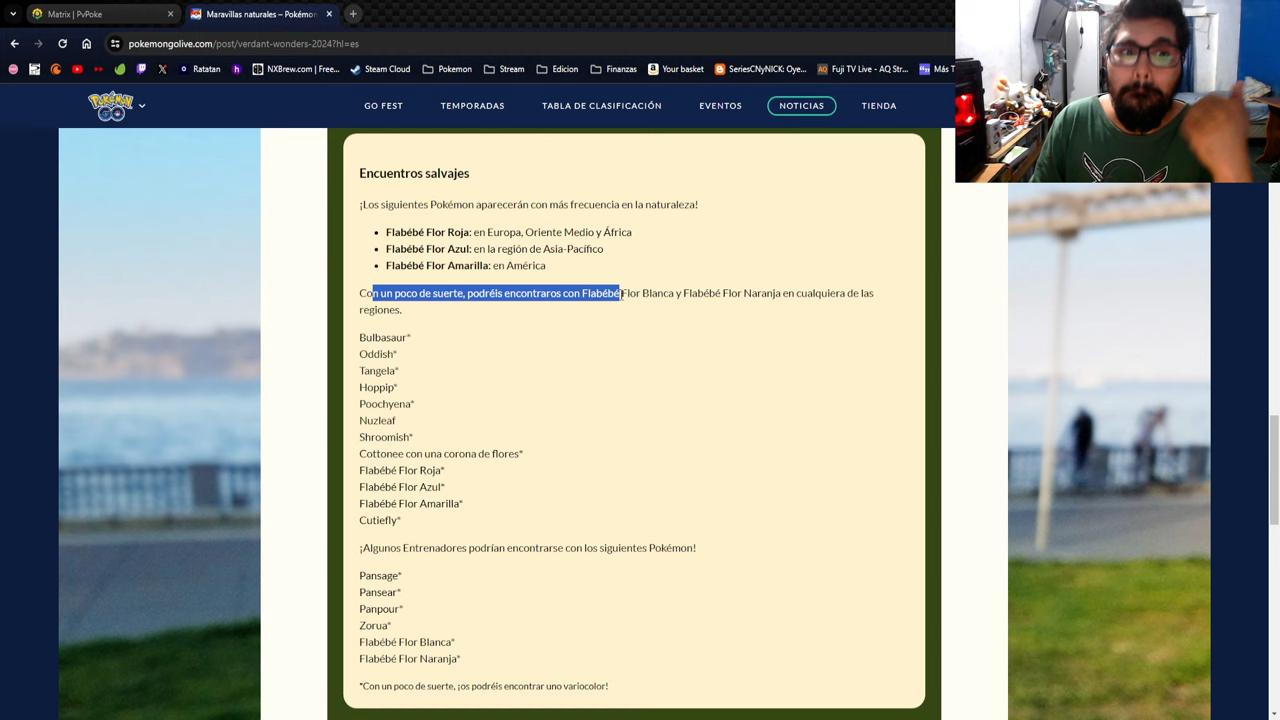 Matrix | PvPoke
Maravillas naturales – Pokémon
pokemongolive.com/post/verdant-wonders-2024?hl=es
Ratatan
NXBrew.com | Free...
Steam Cloud
Pokemon
Stream
Edicion
Finanzas
Your basket
SeriesCNyNICK: Oye...
Fuji TV Live - AQ Str...
Más T
POKÉMON GO
GO FEST
TEMPORADAS
TABLA DE CLASIFICACIÓN
EVENTOS
NOTICIAS
TIENDA
Encuentros salvajes
¡Los siguientes Pokémon aparecerán con más frecuencia en la naturaleza!
• Flabébé Flor Roja: en Europa, Oriente Medio y África
• Flabébé Flor Azul: en la región de Asia-Pacífico
• Flabébé Flor Amarilla: en América
Con un poco de suerte, podréis encontraros con Flabébé Flor Blanca y Flabébé Flor Naranja en cualquiera de las
regiones.
Bulbasaur*
Oddish*
Tangela*
Hoppip*
Poochyena*
Nuzleaf
Shroomish*
Cottonee con una corona de flores*
Flabébé Flor Roja*
Flabébé Flor Azul*
Flabébé Flor Amarilla*
Cutiefly*
¡Algunos Entrenadores podrían encontrarse con los siguientes Pokémon!
Pansage*
Pansear*
Panpour*
Zorua*
Flabébé Flor Blanca*
Flabébé Flor Naranja*
*Con un poco de suerte, ¡os podréis encontrar uno variocolor!